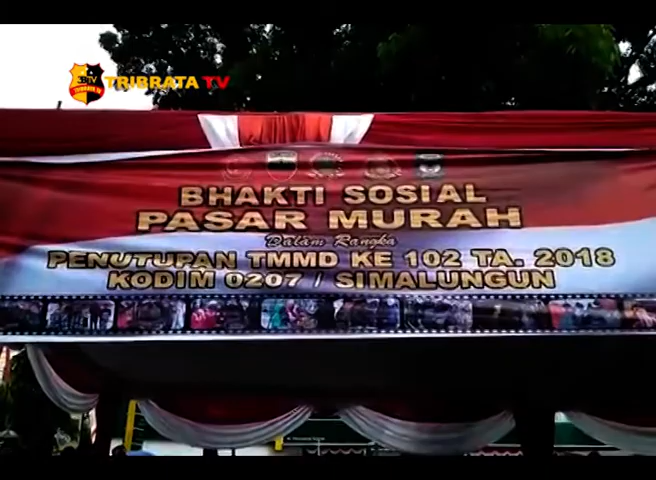 TRIBRATA TV
BHAKTI SOSIAL
PASAR MURAH
Dalam Rangka
PENUTUPAN TMMD KE 102 TA. 2018
KODIM 0207 / SIMALUNGUN